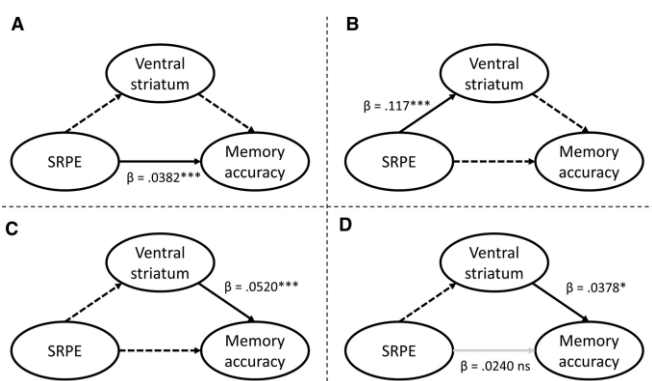 A
Ventral
striatum
SRPE
Memory
accuracy
β = .0382***
B
Ventral
striatum
β = .117***
SRPE
Memory
accuracy
C
Ventral
striatum
β = .0520***
SRPE
Memory
accuracy
D
Ventral
striatum
β = .0378*
SRPE
Memory
accuracy
β = .0240 ns